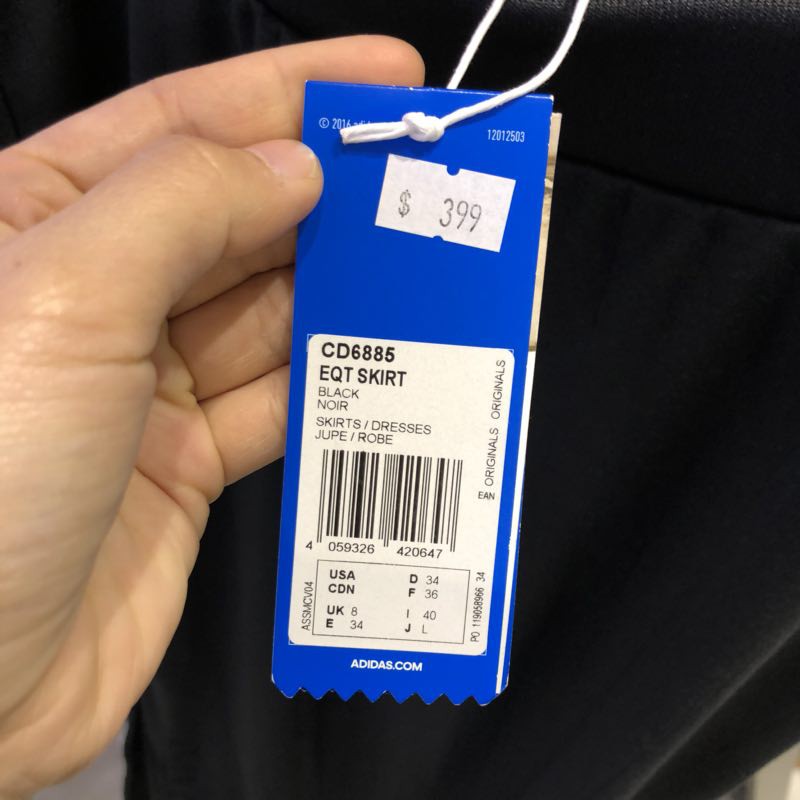 © 2016
12012503
$ 399
CD6885
EQT SKIRT
BLACK
NOIR
SKIRTS / DRESSES
JUPE / ROBE
ORIGINALS ORIGINALS
EAN
4 059326 420647
ASSMCV04
USA D 34
CDN F 36
UK 8 I 40
E 34 J L
PO 119058966 34
ADIDAS.COM